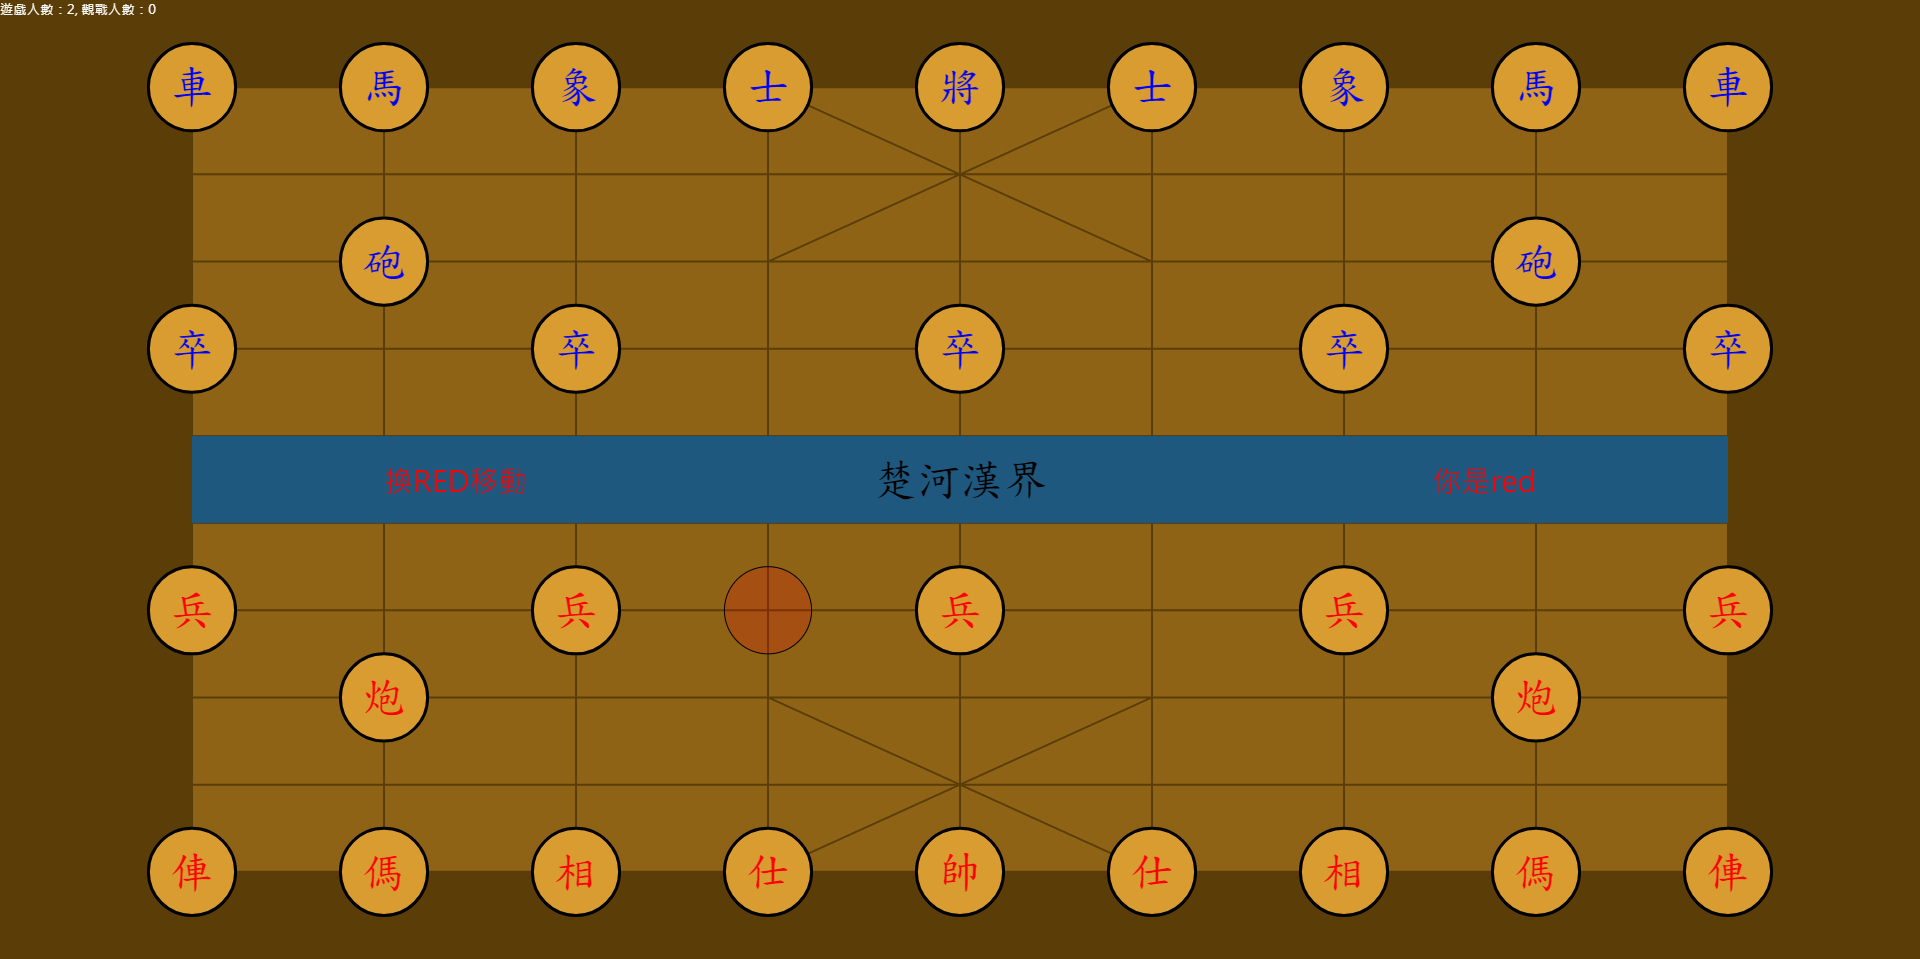 遊戲人數：2, 觀戰人數：0
車 馬 象 士 將 士 象 馬 車
砲 砲
卒 卒 卒 卒 卒
換RED移動 楚河漢界 你是red
兵 兵 兵 兵 兵
炮 炮
俥 傌 相 仕 帥 仕 相 傌 俥